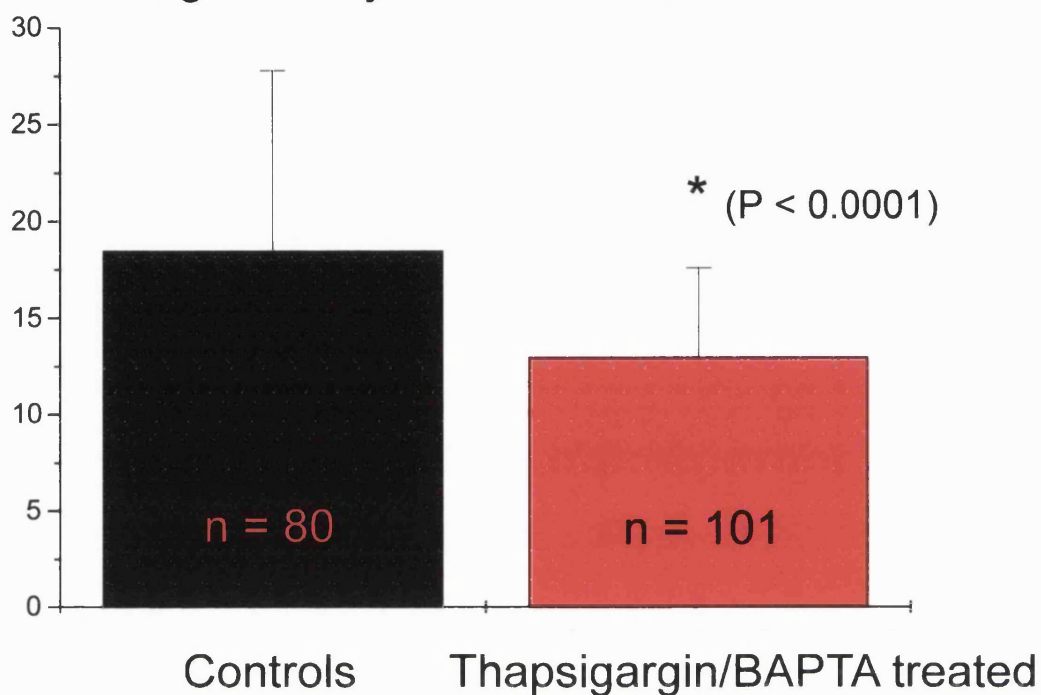 30
25
20
15
10
5
0
* (P < 0.0001)
n = 80
n = 101
Controls
Thapsigargin/BAPTA treated